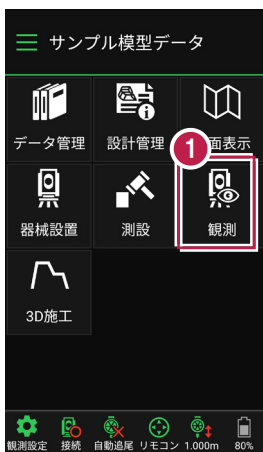 サンプル模型データ
データ管理 設計管理 面表示
1
器械設置 測設 観測
3D施工
観測設定 接続 自動追尾 リモコン 1.000m 80%